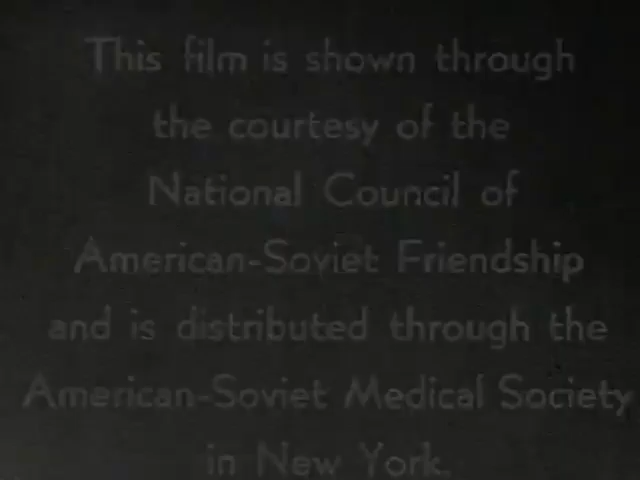 This film is shown through
the courtesy of the
National Council of
American-Soviet Friendship
and is distributed through the
American-Soviet Medical Society
in New York.